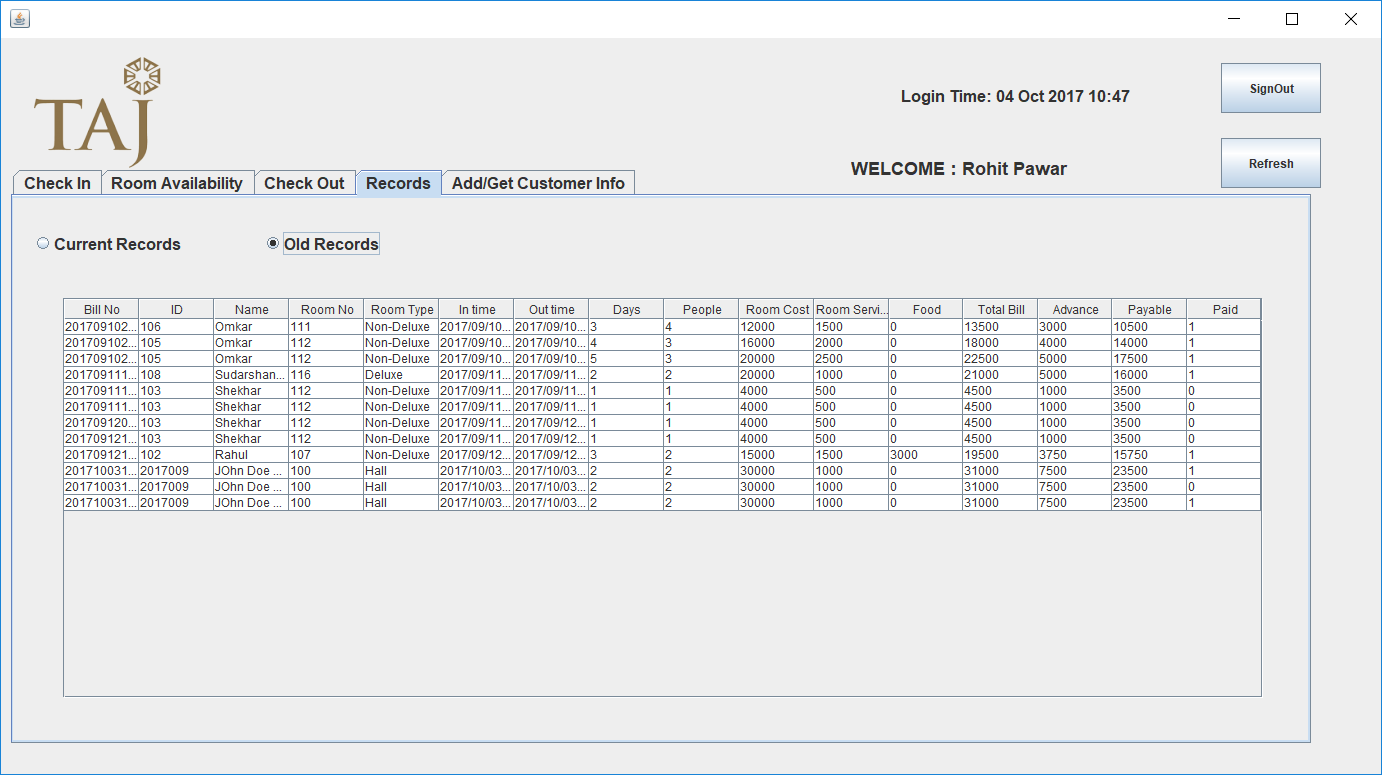 TAJ
Login Time: 04 Oct 2017 10:47
SignOut
WELCOME : Rohit Pawar
Refresh
Check In Room Availability Check Out Records Add/Get Customer Info
Current Records Old Records
Bill No ID Name Room No Room Type In time Out time Days People Room Cost Room Servi... Food Total Bill Advance Payable Paid
201709102... 106 Omkar 111 Non-Deluxe 2017/09/10... 2017/09/10... 3 4 12000 1500 0 13500 3000 10500 1
201709102... 105 Omkar 112 Non-Deluxe 2017/09/10... 2017/09/10... 4 3 16000 2000 0 18000 4000 14000 1
201709102... 105 Omkar 112 Non-Deluxe 2017/09/10... 2017/09/10... 5 3 20000 2500 0 22500 5000 17500 1
201709111... 108 Sudarshan... 116 Deluxe 2017/09/11... 2017/09/11... 2 2 20000 1000 0 21000 5000 16000 1
201709111... 103 Shekhar 112 Non-Deluxe 2017/09/11... 2017/09/11... 1 1 4000 500 0 4500 1000 3500 0
201709111... 103 Shekhar 112 Non-Deluxe 2017/09/11... 2017/09/11... 1 1 4000 500 0 4500 1000 3500 0
201709120... 103 Shekhar 112 Non-Deluxe 2017/09/11... 2017/09/12... 1 1 4000 500 0 4500 1000 3500 0
201709121... 103 Shekhar 112 Non-Deluxe 2017/09/11... 2017/09/12... 1 1 4000 500 0 4500 1000 3500 0
201709121... 102 Rahul 107 Non-Deluxe 2017/09/12... 2017/09/12... 3 2 15000 1500 3000 19500 3750 15750 1
201710031... 2017009 JOhn Doe ... 100 Hall 2017/10/03... 2017/10/03... 2 2 30000 1000 0 31000 7500 23500 1
201710031... 2017009 JOhn Doe ... 100 Hall 2017/10/03... 2017/10/03... 2 2 30000 1000 0 31000 7500 23500 0
201710031... 2017009 JOhn Doe ... 100 Hall 2017/10/03... 2017/10/03... 2 2 30000 1000 0 31000 7500 23500 1